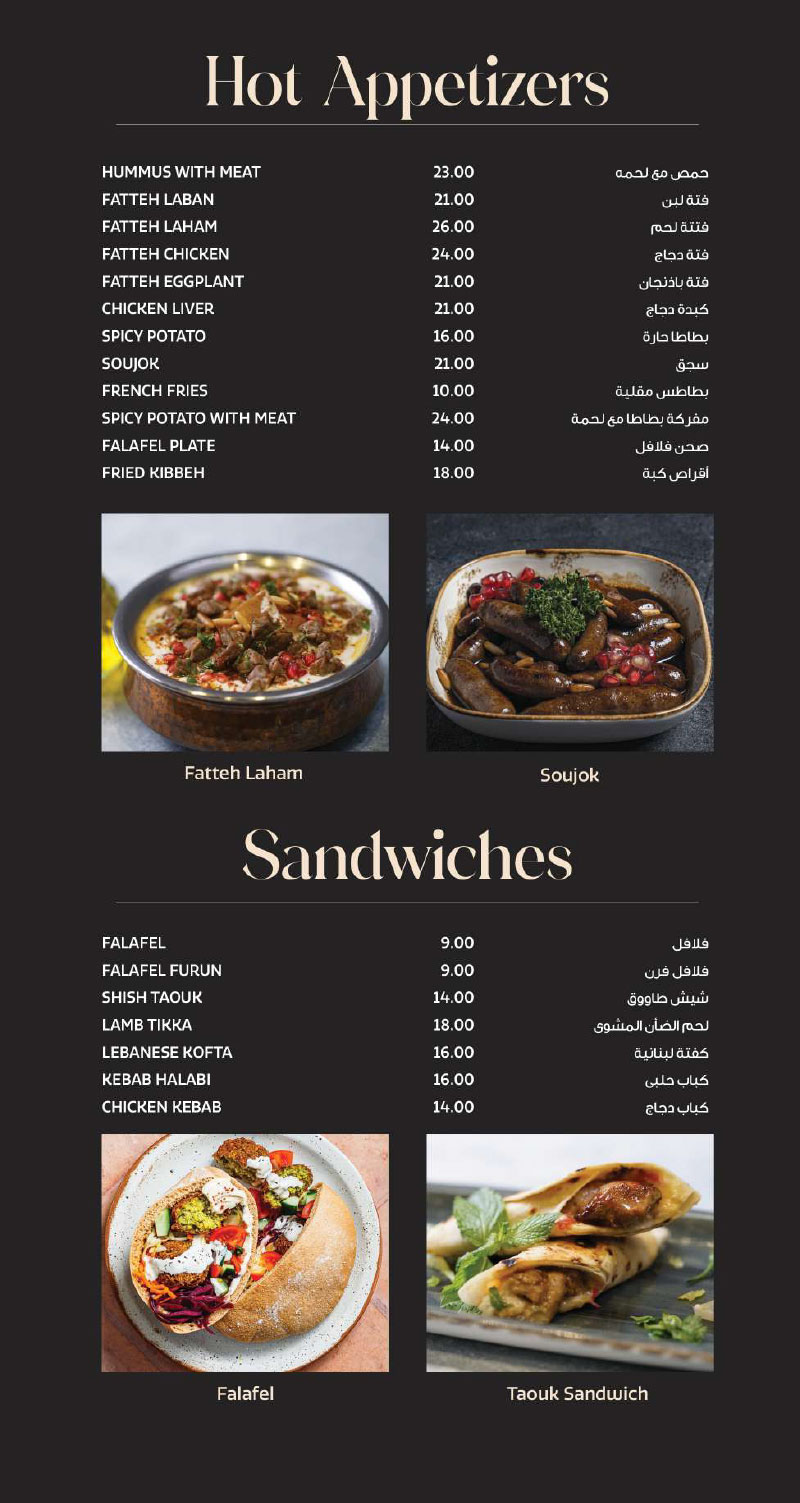 Hot Appetizers
HUMMUS WITH MEAT 23.00 حمص مع لحمه
FATTEH LABAN 21.00 فتة لبن
FATTEH LAHAM 26.00 فتتة لحم
FATTEH CHICKEN 24.00 فتة دجاج
FATTEH EGGPLANT 21.00 فتة باذنجان
CHICKEN LIVER 21.00 كبدة دجاج
SPICY POTATO 16.00 بطاطا حارة
SOUJOK 21.00 سجق
FRENCH FRIES 10.00 بطاطس مقلية
SPICY POTATO WITH MEAT 24.00 مفركة بطاطا مع لحمة
FALAFEL PLATE 14.00 صحن فلافل
FRIED KIBBEH 18.00 أقراص كبة
Fatteh Laham
Soujok
Sandwiches
FALAFEL 9.00 فلافل
FALAFEL FURUN 9.00 فلافل فرن
SHISH TAOUK 14.00 شيش طاووق
LAMB TIKKA 18.00 لحم الضأن المشوى
LEBANESE KOFTA 16.00 كفتة لبنانية
KEBAB HALABI 16.00 كباب حلبى
CHICKEN KEBAB 14.00 كباب دجاج
Falafel
Taouk Sandwich